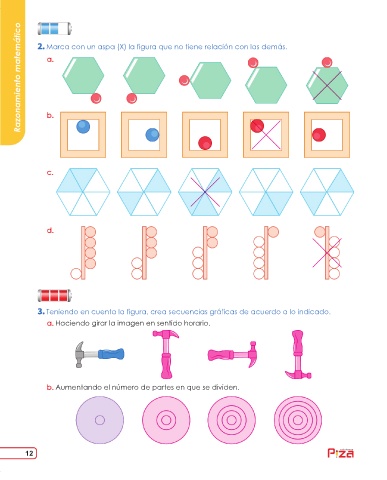 Razonamiento matemático
2. Marca con un aspa (X) la figura que no tiene relación con las demás.
a.
b.
c.
d.
3. Teniendo en cuenta la figura, crea secuencias gráficas de acuerdo a lo indicado.
a. Haciendo girar la imagen en sentido horario.
b. Aumentando el número de partes en que se dividen.
12